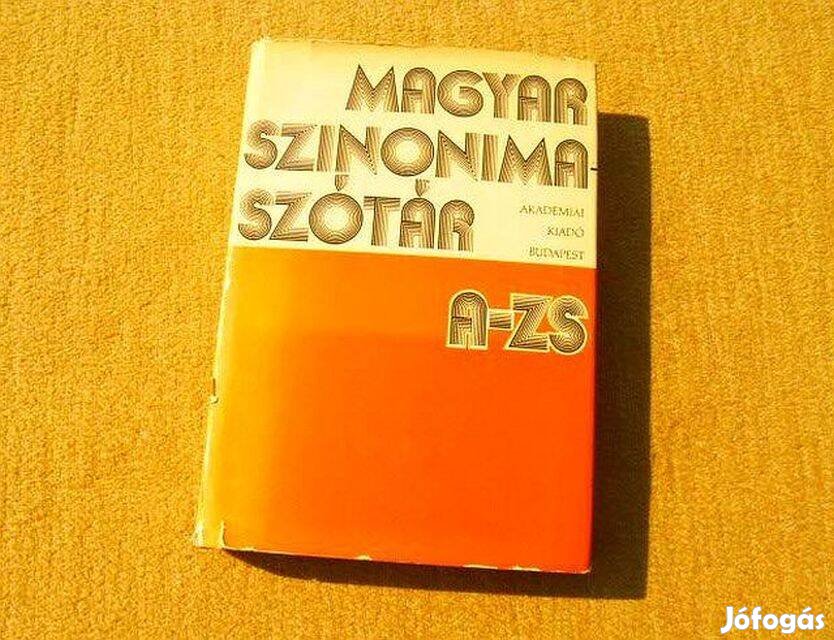 MAGYAR
SZINONIMA
SZÓTÁR
AKADÉMIAI
KIADÓ
BUDAPEST
A-ZS
Jófogás